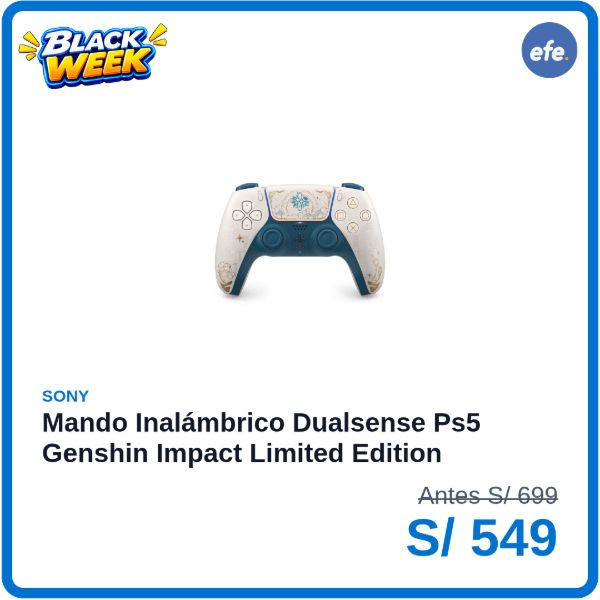 BLACK
WEEK
efe.
SONY
Mando Inalámbrico Dualsense Ps5
Genshin Impact Limited Edition
Antes S/ 699
S/ 549